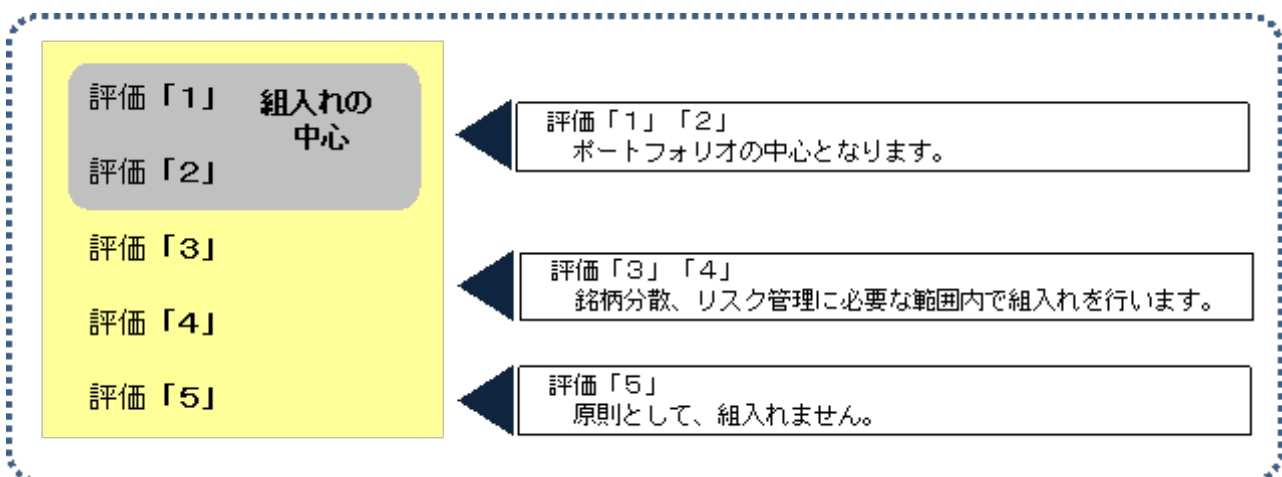 評価「1」 組入れの
中心
評価「2」
評価「3」
評価「4」
評価「5」
評価「1」「2」
ポートフォリオの中心となります。
評価「3」「4」
銘柄分散、リスク管理に必要な範囲内で組入れを行います。
評価「5」
原則として、組入れません。